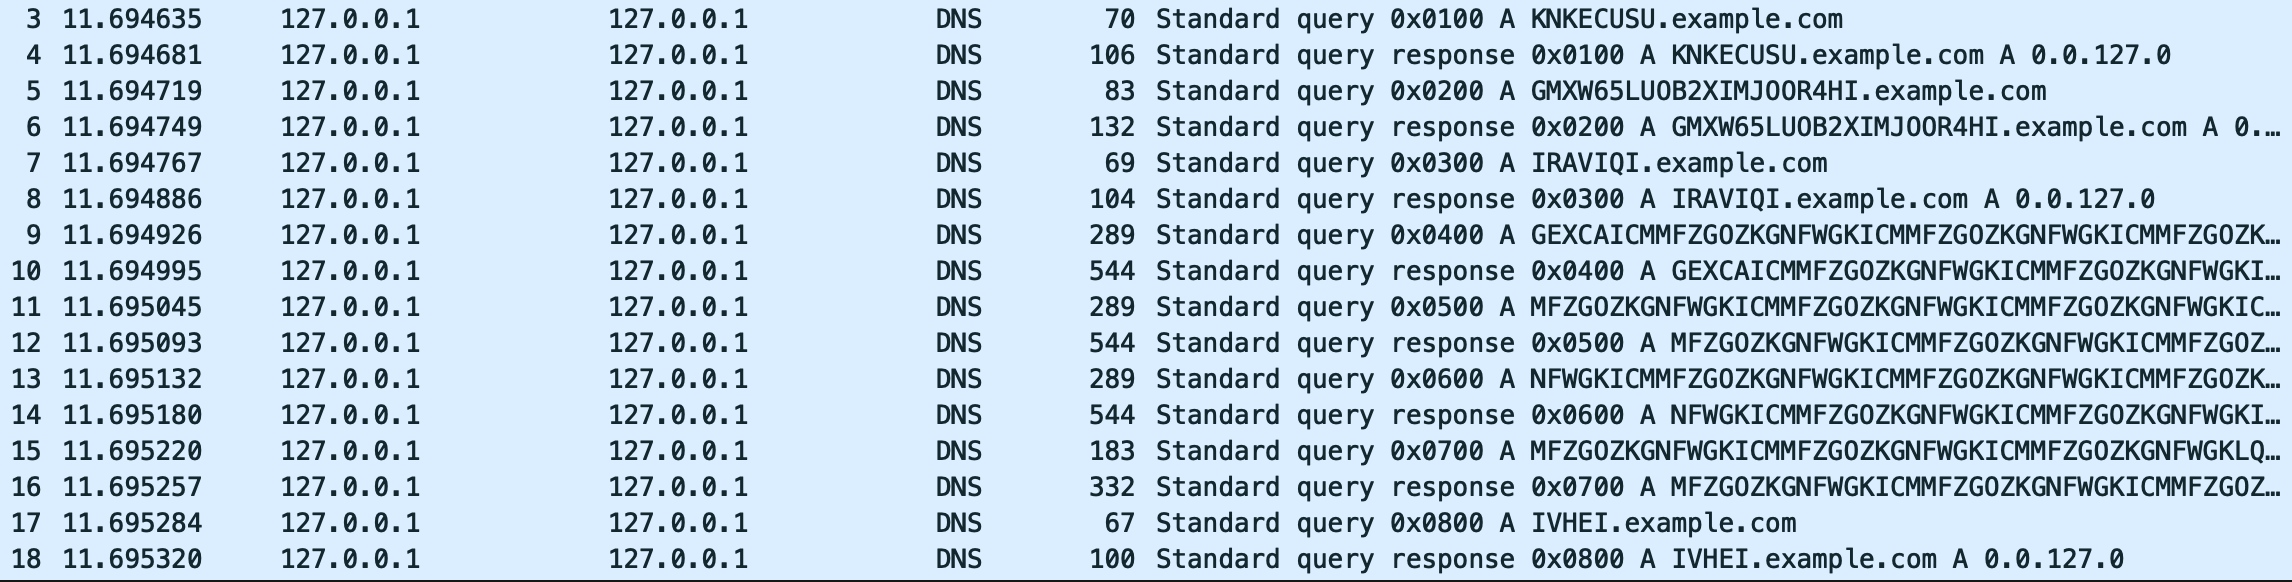 3 11.694635 127.0.0.1 127.0.0.1 DNS 70 Standard query 0x0100 A KNKECUSU.example.com
4 11.694681 127.0.0.1 127.0.0.1 DNS 106 Standard query response 0x0100 A KNKECUSU.example.com A 0.0.127.0
5 11.694719 127.0.0.1 127.0.0.1 DNS 83 Standard query 0x0200 A GMXW65LUOB2XIMJOOR4HI.example.com
6 11.694749 127.0.0.1 127.0.0.1 DNS 132 Standard query response 0x0200 A GMXW65LUOB2XIMJOOR4HI.example.com A 0.…
7 11.694767 127.0.0.1 127.0.0.1 DNS 69 Standard query 0x0300 A IRAVIQI.example.com
8 11.694886 127.0.0.1 127.0.0.1 DNS 104 Standard query response 0x0300 A IRAVIQI.example.com A 0.0.127.0
9 11.694926 127.0.0.1 127.0.0.1 DNS 289 Standard query 0x0400 A GEXCAICMMFZGOZKGNFWGKICMMFZGOZKGNFWGKICMMFZGOZK…
10 11.694995 127.0.0.1 127.0.0.1 DNS 544 Standard query response 0x0400 A GEXCAICMMFZGOZKGNFWGKICMMFZGOZKGNFWGKI…
11 11.695045 127.0.0.1 127.0.0.1 DNS 289 Standard query 0x0500 A MFZGOZKGNFWGKICMMFZGOZKGNFWGKICMMFZGOZKGNFWGKIC…
12 11.695093 127.0.0.1 127.0.0.1 DNS 544 Standard query response 0x0500 A MFZGOZKGNFWGKICMMFZGOZKGNFWGKICMMFZGOZ…
13 11.695132 127.0.0.1 127.0.0.1 DNS 289 Standard query 0x0600 A NFWGKICMMFZGOZKGNFWGKICMMFZGOZKGNFWGKICMMFZGOZK…
14 11.695180 127.0.0.1 127.0.0.1 DNS 544 Standard query response 0x0600 A NFWGKICMMFZGOZKGNFWGKICMMFZGOZKGNFWGKI…
15 11.695220 127.0.0.1 127.0.0.1 DNS 183 Standard query 0x0700 A MFZGOZKGNFWGKICMMFZGOZKGNFWGKICMMFZGOZKGNFWGKLQ…
16 11.695257 127.0.0.1 127.0.0.1 DNS 332 Standard query response 0x0700 A MFZGOZKGNFWGKICMMFZGOZKGNFWGKICMMFZGOZ…
17 11.695284 127.0.0.1 127.0.0.1 DNS 67 Standard query 0x0800 A IVHEI.example.com
18 11.695320 127.0.0.1 127.0.0.1 DNS 100 Standard query response 0x0800 A IVHEI.example.com A 0.0.127.0